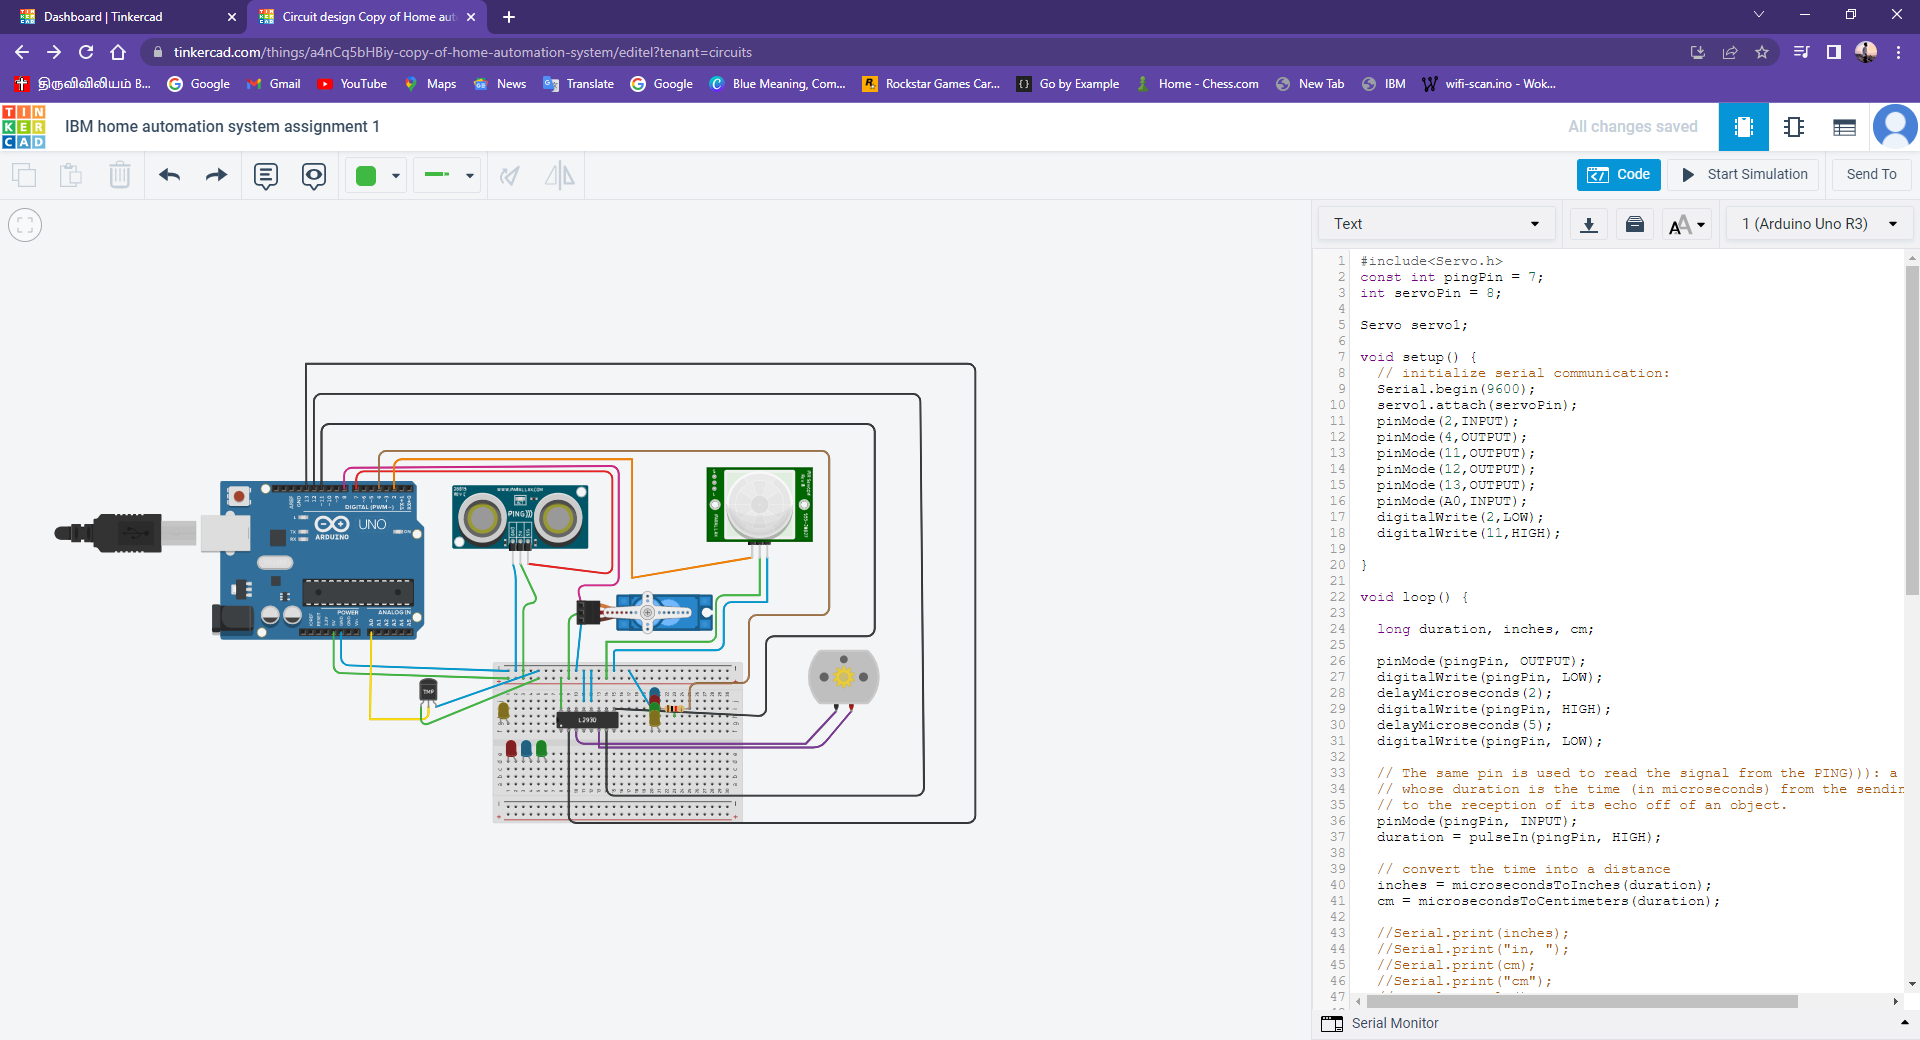 Dashboard | Tinkercad
Circuit design Copy of Home aut
tinkercad.com/things/a4nCq5bHBiy-copy-of-home-automation-system/editel?tenant=circuits
திருவிவிலியம் B...
Google
Gmail
YouTube
Maps
News
Translate
Google
Blue Meaning, Com...
Rockstar Games Car...
Go by Example
Home - Chess.com
New Tab
IBM
wifi-scan.ino - Wok...
TIN
KER
CAD
IBM home automation system assignment 1
All changes saved
Code
Start Simulation
Send To
Text
1 (Arduino Uno R3)
1 #include<Servo.h>
2 const int pingPin = 7;
3 int servoPin = 8;
4
5 Servo servo1;
6
7 void setup() {
8 // initialize serial communication:
9 Serial.begin(9600);
10 servo1.attach(servoPin);
11 pinMode(2,INPUT);
12 pinMode(4,OUTPUT);
13 pinMode(11,OUTPUT);
14 pinMode(12,OUTPUT);
15 pinMode(13,OUTPUT);
16 pinMode(A0,INPUT);
17 digitalWrite(2,LOW);
18 digitalWrite(11,HIGH);
19
20 }
21
22 void loop() {
23
24 long duration, inches, cm;
25
26 pinMode(pingPin, OUTPUT);
27 digitalWrite(pingPin, LOW);
28 delayMicroseconds(2);
29 digitalWrite(pingPin, HIGH);
30 delayMicroseconds(5);
31 digitalWrite(pingPin, LOW);
32
33 // The same pin is used to read the signal from the PING))): a
34 // whose duration is the time (in microseconds) from the sendin
35 // to the reception of its echo off of an object.
36 pinMode(pingPin, INPUT);
37 duration = pulseIn(pingPin, HIGH);
38
39 // convert the time into a distance
40 inches = microsecondsToInches(duration);
41 cm = microsecondsToCentimeters(duration);
42
43 //Serial.print(inches);
44 //Serial.print("in, ");
45 //Serial.print(cm);
46 //Serial.print("cm");
47
Serial Monitor
DIGITAL (PWM~)
UNO
ARDUINO
POWER
ANALOG IN
WWW.PARALLAX.COM
PING)))
TMP
L293D